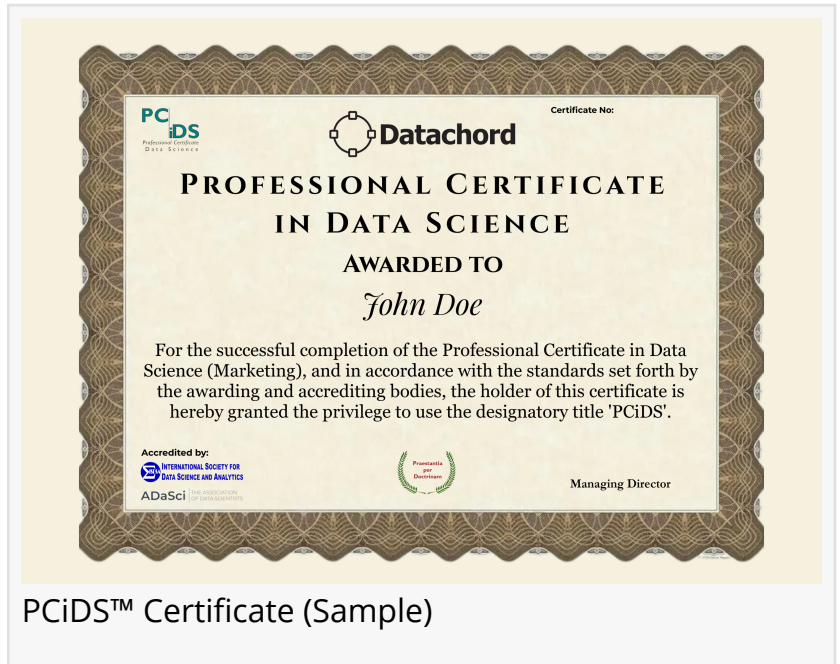 PC
iDS
Professional Certificate
Data Science
Datachord
Certificate No:
PROFESSIONAL CERTIFICATE
IN DATA SCIENCE
AWARDED TO
John Doe
For the successful completion of the Professional Certificate in Data
Science (Marketing), and in accordance with the standards set forth by
the awarding and accrediting bodies, the holder of this certificate is
hereby granted the privilege to use the designatory title 'PCiDS'.
Accredited by:
INTERNATIONAL SOCIETY FOR
DATA SCIENCE AND ANALYTICS
ADaSci THE ASSOCIATION
OF DATA SCIENTISTS
Praestantia
per
Doctrinam
Managing Director
PCiDS™ Certificate (Sample)